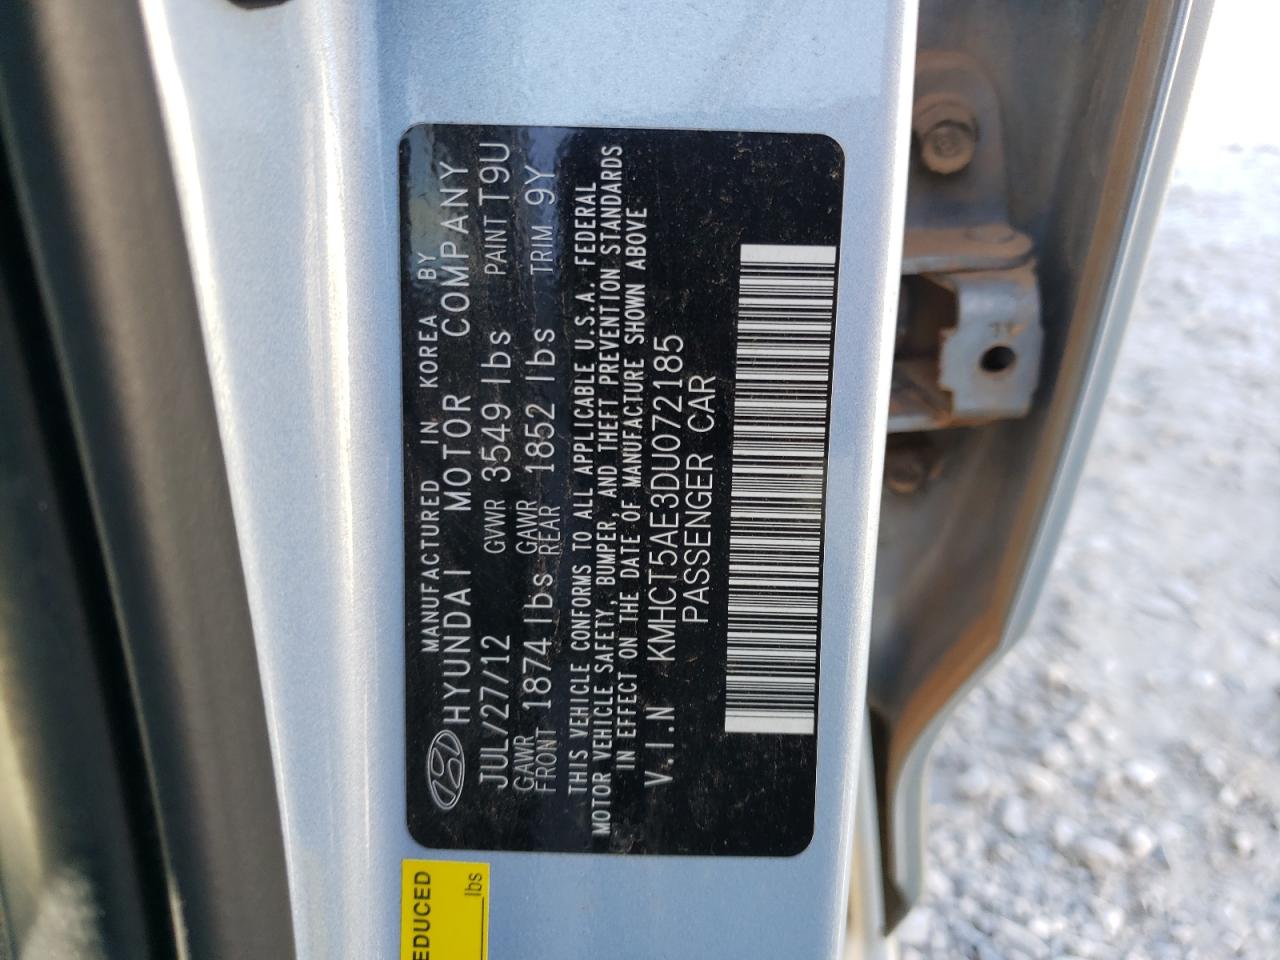 MANUFACTURED IN KOREA BY
HYUNDAI MOTOR COMPANY
JUL/27/12 GVWR 3549 lbs PAINT T9U
GAWR FRONT 1874 lbs GAWR REAR 1852 lbs TRIM 9Y
THIS VEHICLE CONFORMS TO ALL APPLICABLE U.S.A. FEDERAL
MOTOR VEHICLE SAFETY, BUMPER, AND THEFT PREVENTION STANDARDS
IN EFFECT ON THE DATE OF MANUFACTURE SHOWN ABOVE
V.I.N KMHCT5AE3DU072185
PASSENGER CAR
EDUCED
lbs